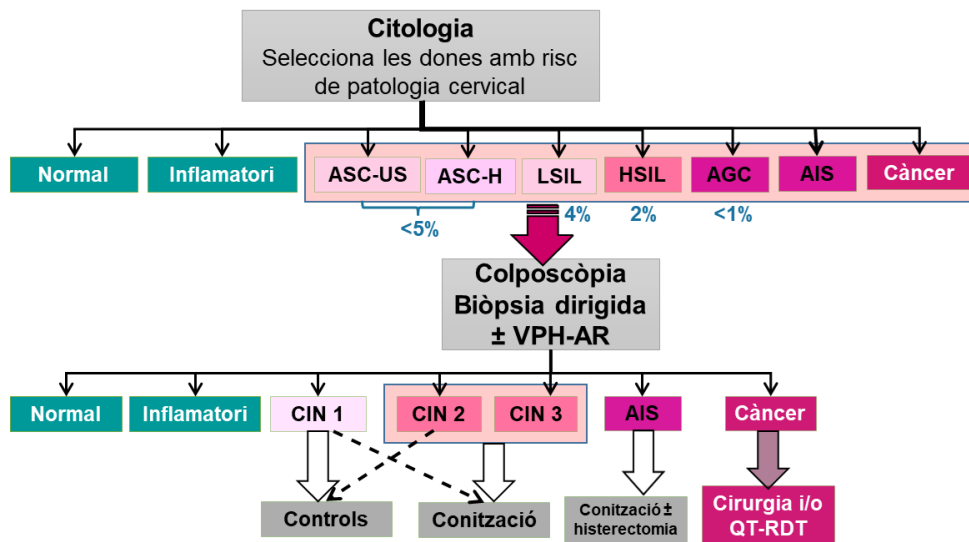 Citologia
Selecciona les dones amb risc
de patologia cervical
Normal
Inflamatori
ASC-US
ASC-H
LSIL
HSIL
AGC
AIS
Càncer
<5%
4%
2%
<1%
Colposcòpia
Biòpsia dirigida
± VPH-AR
Normal
Inflamatori
CIN 1
CIN 2
CIN 3
AIS
Càncer
Controls
Conització
Conització ±
histerectomia
Cirurgia i/o
QT-RDT